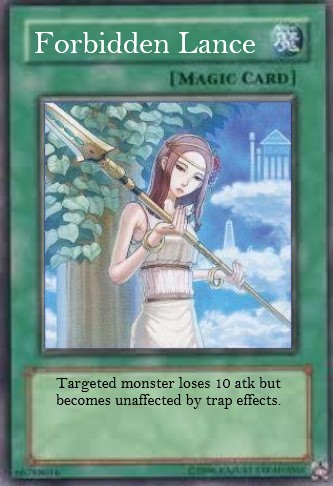 Forbidden Lance
[Magic Card]
Targeted monster loses 10 atk but
becomes unaffected by trap effects.